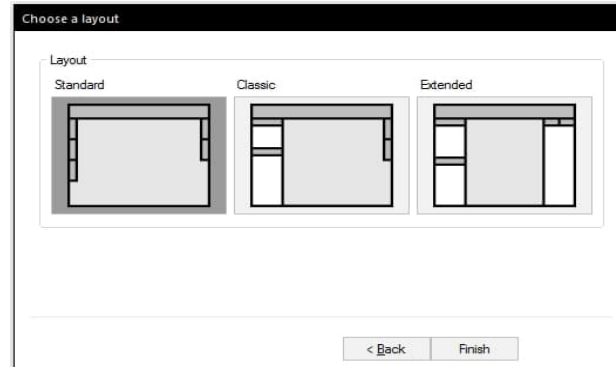 Choose a layout
Layout
Standard Classic Extended
< Back Finish